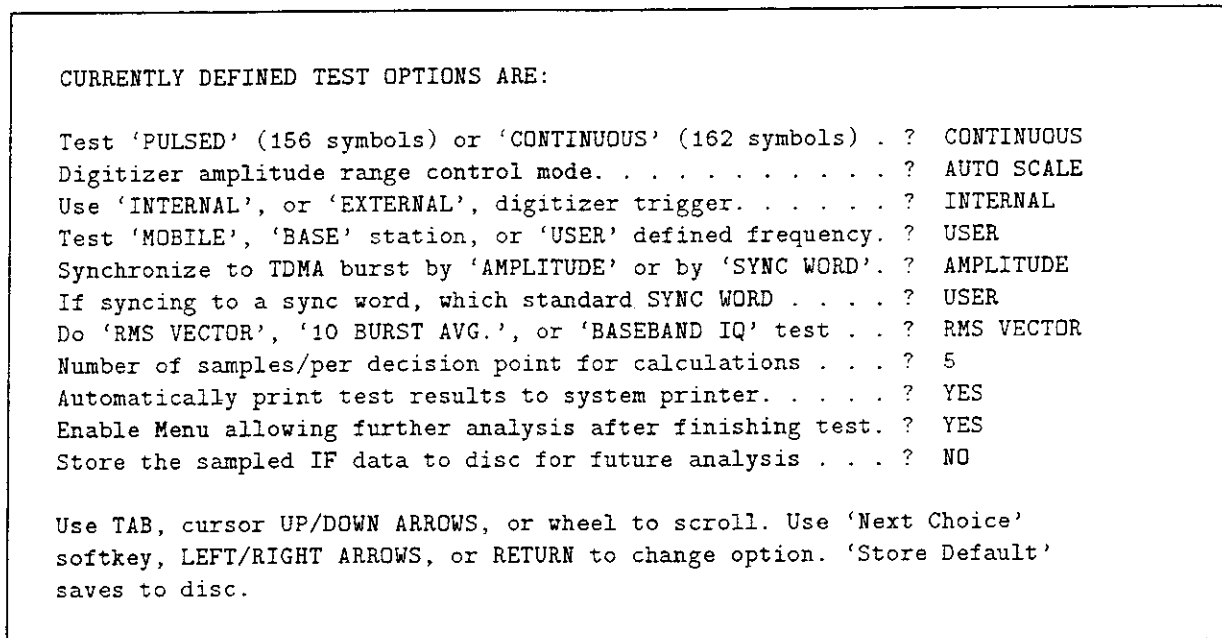 CURRENTLY DEFINED TEST OPTIONS ARE:
Test ‘PULSED’ (156 symbols) or ‘CONTINUOUS’ (162 symbols) . ? CONTINUOUS
Digitizer amplitude range control mode. . . . . . . . . . . ? AUTO SCALE
Use ‘INTERNAL’, or ‘EXTERNAL’, digitizer trigger. . . . . . ? INTERNAL
Test ‘MOBILE’, ‘BASE’ station, or ‘USER’ defined frequency. ? USER
Synchronize to TDMA burst by ‘AMPLITUDE’ or by ‘SYNC WORD’. ? AMPLITUDE
If syncing to a sync word, which standard SYNC WORD . . . . ? USER
Do ‘RMS VECTOR’, ‘10 BURST AVG.’, or ‘BASEBAND IQ’ test . . ? RMS VECTOR
Number of samples/per decision point for calculations . . . ? 5
Automatically print test results to system printer. . . . . ? YES
Enable Menu allowing further analysis after finishing test. ? YES
Store the sampled IF data to disc for future analysis . . . ? NO
Use TAB, cursor UP/DOWN ARROWS, or wheel to scroll. Use ‘Next Choice’
softkey, LEFT/RIGHT ARROWS, or RETURN to change option. ‘Store Default’
saves to disc.